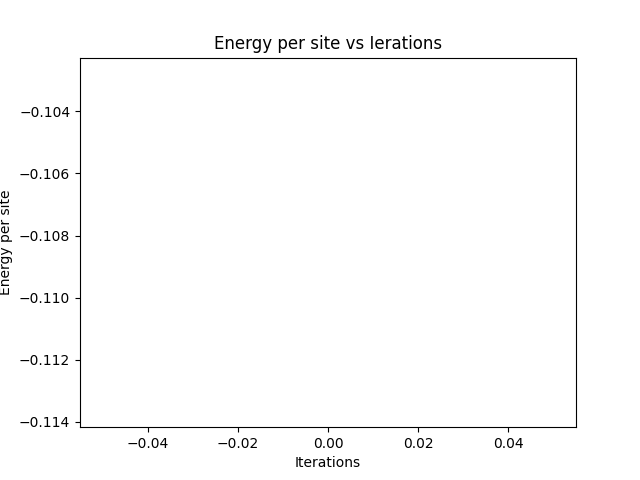 Energy per site vs Ierations
Energy per site
−0.104
−0.106
−0.108
−0.110
−0.112
−0.114
−0.04 −0.02 0.00 0.02 0.04
Iterations